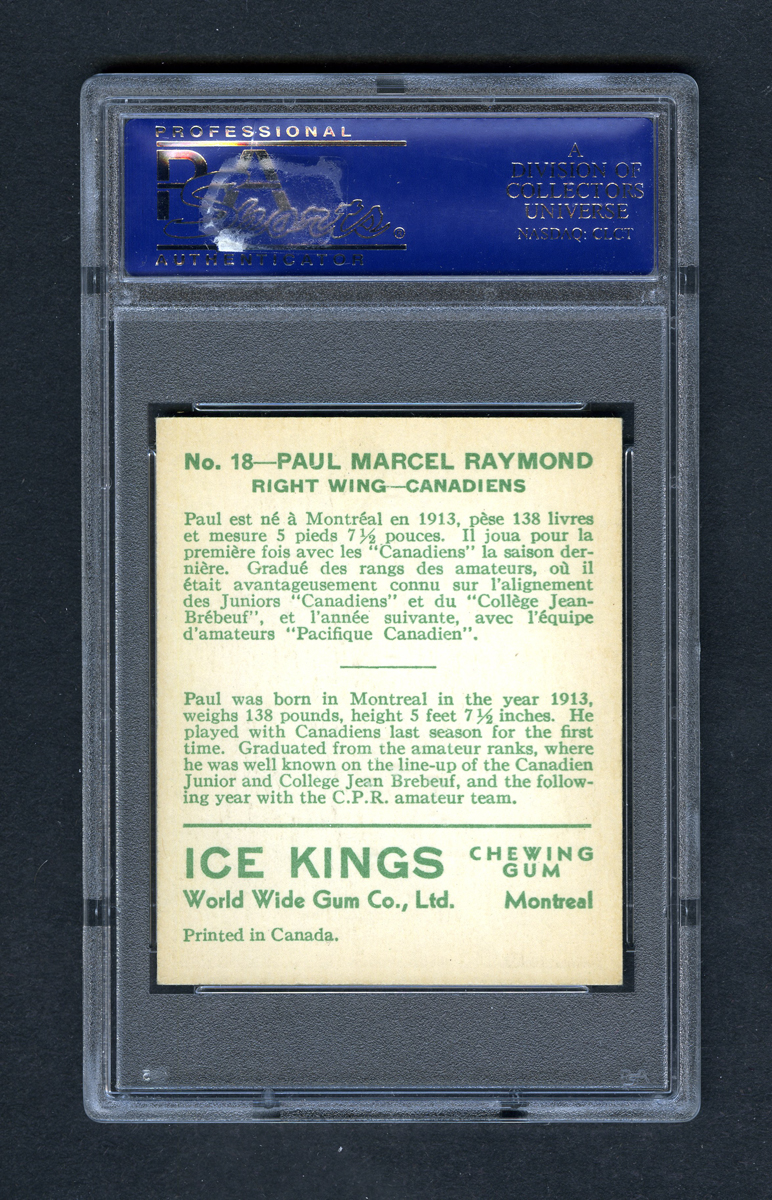 PROFESSIONAL
PSA
Sports®
AUTHENTICATOR
A
DIVISION OF
COLLECTORS
UNIVERSE
NASDAQ: CLCT
No. 18—PAUL MARCEL RAYMOND
RIGHT WING—CANADIENS
Paul est né à Montréal en 1913, pèse 138 livres
et mesure 5 pieds 7½ pouces. Il joua pour la
première fois avec les "Canadiens" la saison der-
nière. Gradué des rangs des amateurs, où il
était avantageusement connu sur l'alignement
des Juniors "Canadiens" et du "Collège Jean-
Brébeuf", et l'année suivante, avec l'équipe
d'amateurs "Pacifique Canadien".
Paul was born in Montreal in the year 1913,
weighs 138 pounds, height 5 feet 7½ inches. He
played with Canadiens last season for the first
time. Graduated from the amateur ranks, where
he was well known on the line-up of the Canadien
Junior and College Jean Brebeuf, and the follow-
ing year with the C.P.R. amateur team.
ICE KINGS CHEWING GUM
World Wide Gum Co., Ltd. Montreal
Printed in Canada.